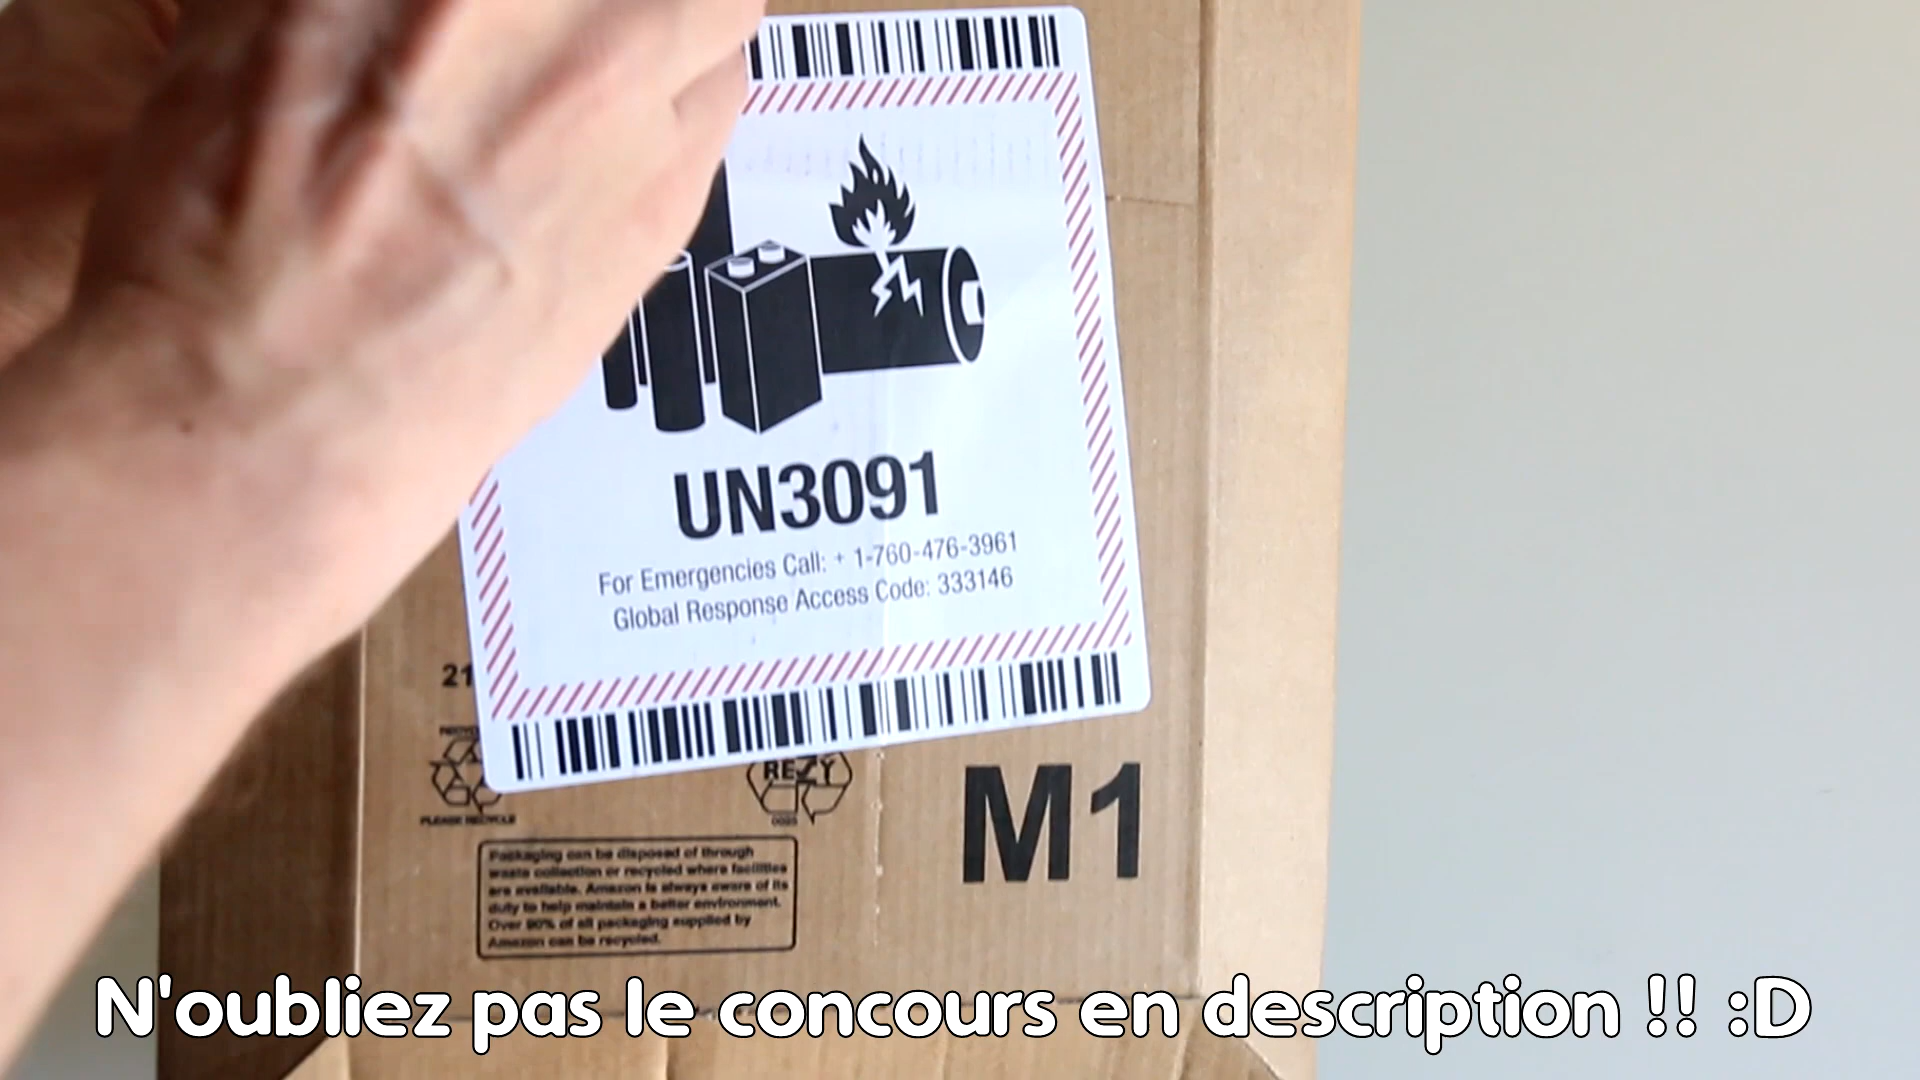 UN3091
For Emergencies Call: + 1-760-476-3961
Global Response Access Code: 333146
21
RESY
PLEASE RECYCLE
M1
Packaging can be disposed of through
waste collection or recycled where facilities
are available. Amazon is always aware of its
duty to help maintain a better environment.
Over 90% of all packaging supplied by
Amazon can be recycled.
N'oubliez pas le concours en description !! :D